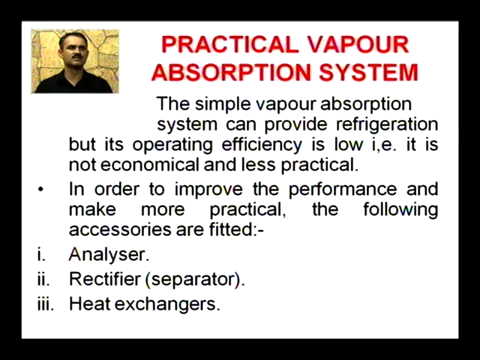 PRACTICAL VAPOUR
ABSORPTION SYSTEM
The simple vapour absorption
system can provide refrigeration
but its operating efficiency is low i,e. it is
not economical and less practical.
• In order to improve the performance and
make more practical, the following
accessories are fitted:-
i. Analyser.
ii. Rectifier (separator).
iii. Heat exchangers.